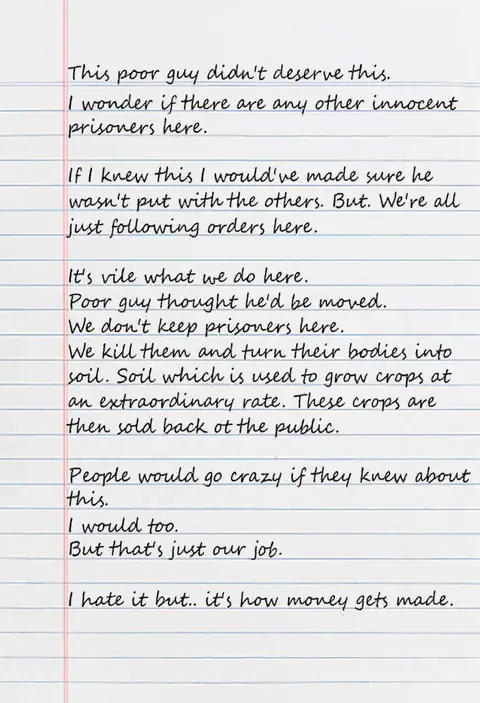 This poor guy didn't deserve this.
I wonder if there are any other innocent
prisoners here.
If I knew this I would've made sure he
wasn't put with the others. But. We're all
just following orders here.
It's vile what we do here.
Poor guy thought he'd be moved.
We don't keep prisoners here.
We kill them and turn their bodies into
soil. Soil which is used to grow crops at
an extraordinary rate. These crops are
then sold back ot the public.
People would go crazy if they knew about
this.
I would too.
But that's just our job.
I hate it but.. it's how money gets made.